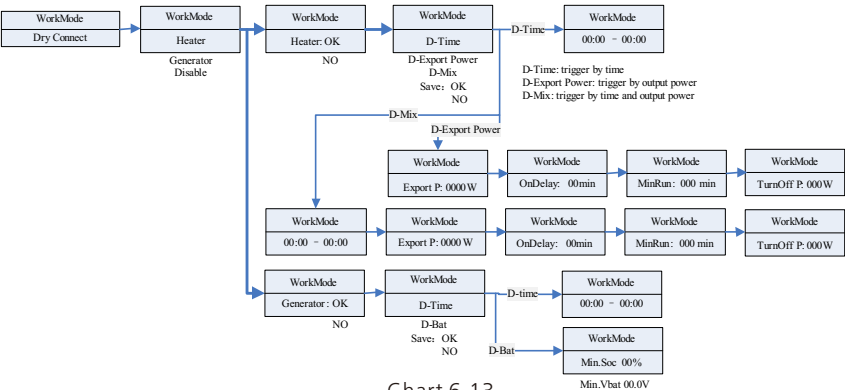 WorkMode
Dry Connect
WorkMode
Heater
Generator
Disable
WorkMode
Heater: OK
NO
WorkMode
D-Time
D-Export Power
D-Mix
Save：OK
NO
D-Time
WorkMode
00:00 - 00:00
D-Time: trigger by time
D-Export Power: trigger by output power
D-Mix: trigger by time and output power
D-Mix
D-Export Power
WorkMode
Export P: 0000W
WorkMode
OnDelay: 00min
WorkMode
MinRun: 000 min
WorkMode
TurnOff P: 000W
WorkMode
00:00 - 00:00
WorkMode
Export P: 0000W
WorkMode
OnDelay: 00min
WorkMode
MinRun: 000 min
WorkMode
TurnOff P: 000W
WorkMode
Generator: OK
NO
WorkMode
D-Time
D-Bat
Save：OK
NO
D-time
WorkMode
00:00 - 00:00
D-Bat
WorkMode
Min.Soc 00%
Min.Vbat 00.0V
Chart 6-13